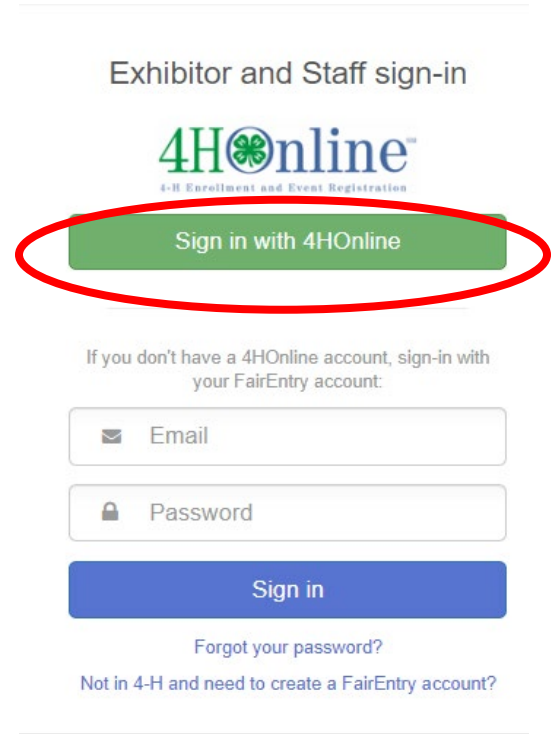 Exhibitor and Staff sign-in
4HOnline℠
4-H Enrollment and Event Registration
Sign in with 4HOnline
If you don't have a 4HOnline account, sign-in with
your FairEntry account:
Email
Password
Sign in
Forgot your password?
Not in 4-H and need to create a FairEntry account?